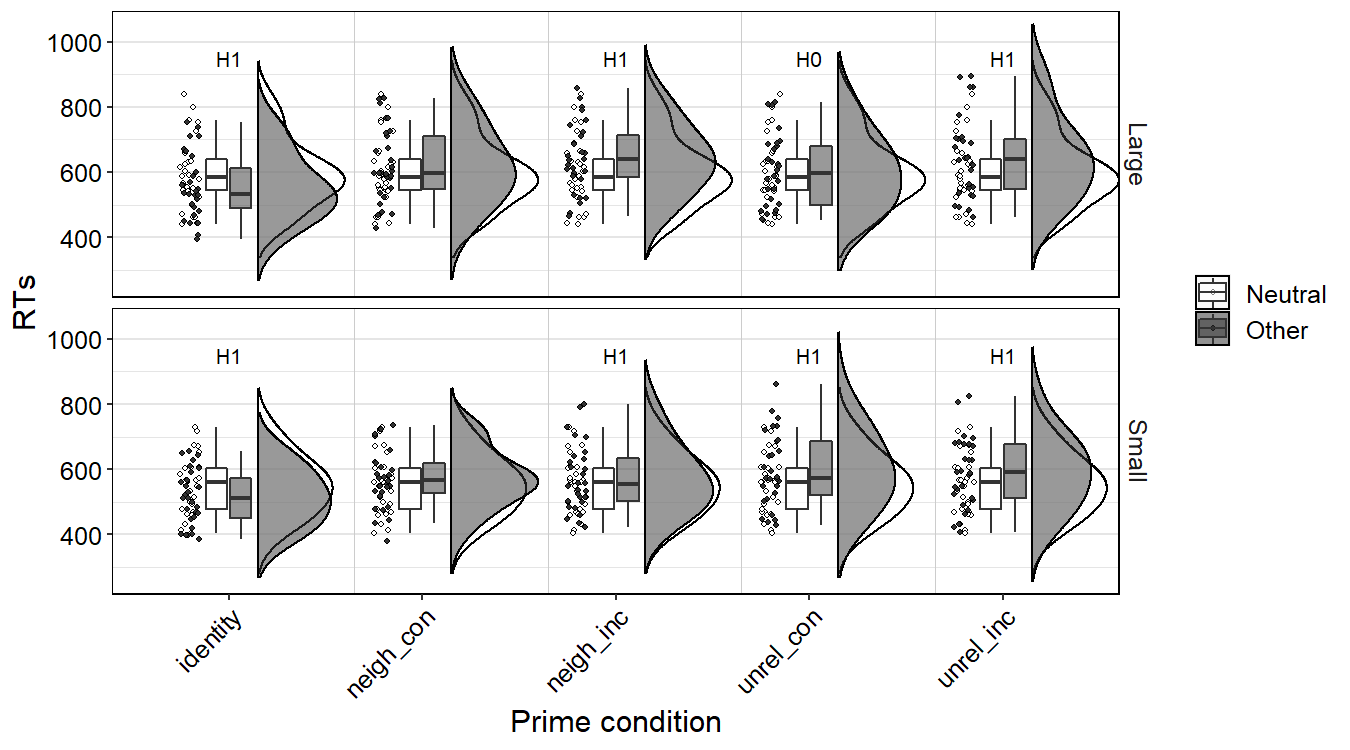 H1 H1 H0 H1
1000
800
600
400
Large
RTs
H1 H1 H1 H1
1000
800
600
400
Small
identity neigh_con neigh_inc unrel_con unrel_inc
Prime condition
Neutral
Other